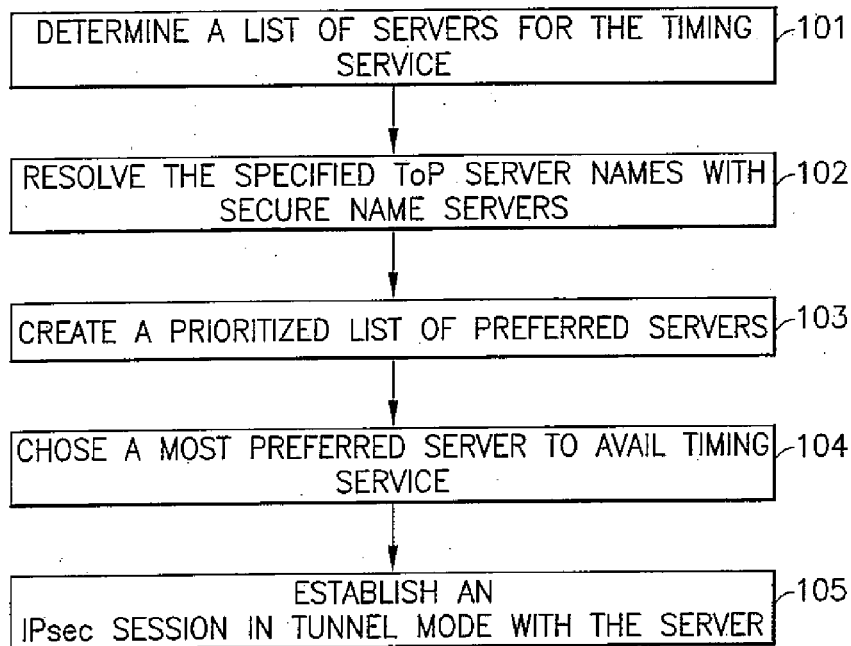 DETERMINE A LIST OF SERVERS FOR THE TIMING
SERVICE
101
RESOLVE THE SPECIFIED ToP SERVER NAMES WITH
SECURE NAME SERVERS
102
CREATE A PRIORITIZED LIST OF PREFERRED SERVERS
103
CHOSE A MOST PREFERRED SERVER TO AVAIL TIMING
SERVICE
104
ESTABLISH AN
IPsec SESSION IN TUNNEL MODE WITH THE SERVER
105